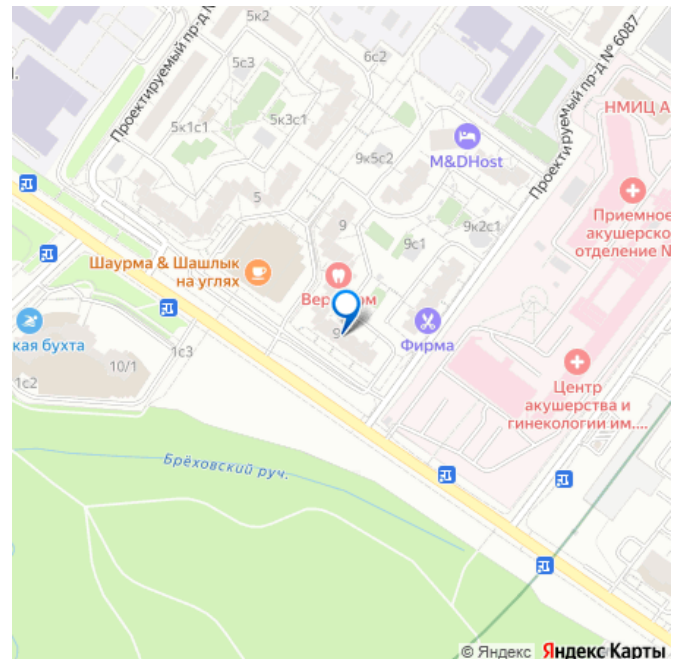 5к2
6с2
5с3
Проектируемый пр-д №
Проектируемый пр-д № 6087
НМИЦ А
5к1с1
5к3с1
M&DHost
9к5с2
5
9
9к2с1
9с1
Приемное
акушерско
отделение N
Шаурма & Шашлык
на углях
Вер
ом
9
Фирма
кая бухта
1с3
10/1
1с2
Центр
акушерства и
гинекологии им....
Брёховский руч.
© Яндекс Яндекс Карты